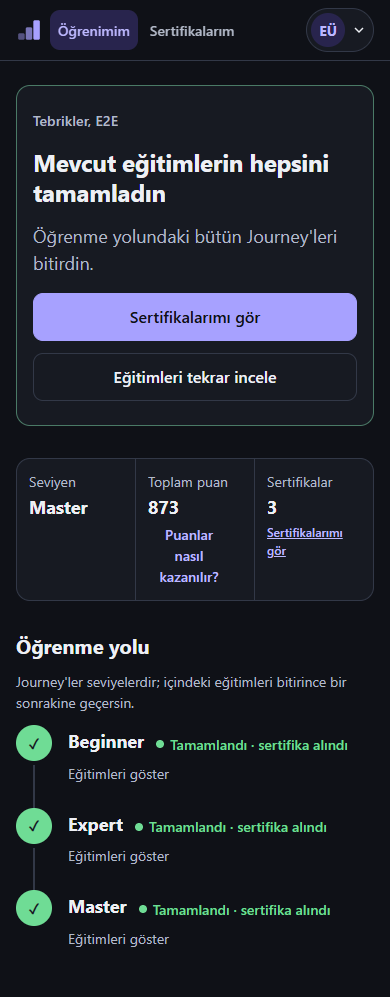 Öğrenimim
Sertifikalarım
EÜ
Tebrikler, E2E
Mevcut eğitimlerin hepsini
tamamladın
Öğrenme yolundaki bütün Journey'leri
bitirdin.
Sertifikalarımı gör
Eğitimleri tekrar incele
Seviyen
Master
Toplam puan
873
Puanlar
nasıl
kazanılır?
Sertifikalar
3
Sertifikalarımı
gör
Öğrenme yolu
Journey'ler seviyelerdir; içindeki eğitimleri bitirince bir
sonrakine geçersin.
Beginner
Tamamlandı · sertifika alındı
Eğitimleri göster
Expert
Tamamlandı · sertifika alındı
Eğitimleri göster
Master
Tamamlandı · sertifika alındı
Eğitimleri göster